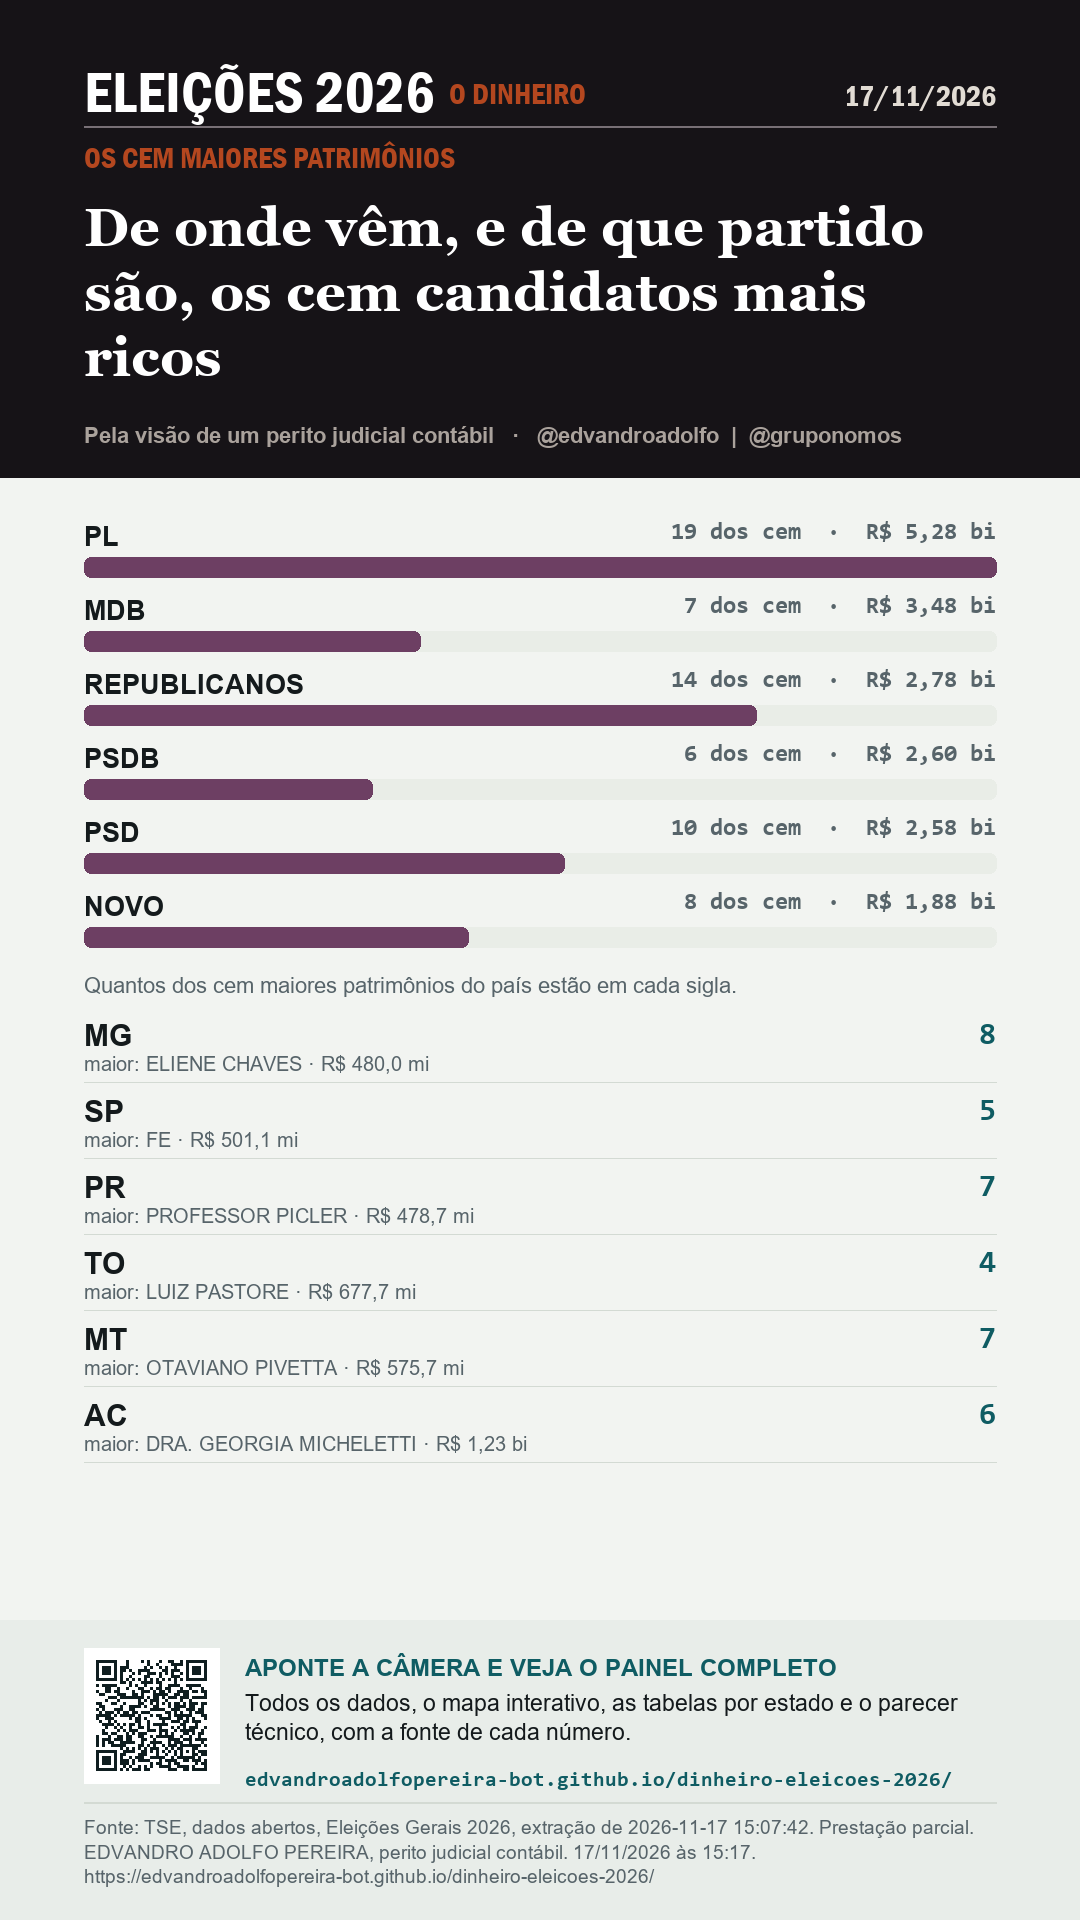 ELEIÇÕES 2026 O DINHEIRO 17/11/2026
OS CEM MAIORES PATRIMÔNIOS
De onde vêm, e de que partido
são, os cem candidatos mais
ricos
Pela visão de um perito judicial contábil · @edvandroadolfo | @gruponomos
PL 19 dos cem · R$ 5,28 bi
MDB 7 dos cem · R$ 3,48 bi
REPUBLICANOS 14 dos cem · R$ 2,78 bi
PSDB 6 dos cem · R$ 2,60 bi
PSD 10 dos cem · R$ 2,58 bi
NOVO 8 dos cem · R$ 1,88 bi
Quantos dos cem maiores patrimônios do país estão em cada sigla.
MG 8
maior: ELIENE CHAVES · R$ 480,0 mi
SP 5
maior: FE · R$ 501,1 mi
PR 7
maior: PROFESSOR PICLER · R$ 478,7 mi
TO 4
maior: LUIZ PASTORE · R$ 677,7 mi
MT 7
maior: OTAVIANO PIVETTA · R$ 575,7 mi
AC 6
maior: DRA. GEORGIA MICHELETTI · R$ 1,23 bi
APONTE A CÂMERA E VEJA O PAINEL COMPLETO
Todos os dados, o mapa interativo, as tabelas por estado e o parecer
técnico, com a fonte de cada número.
edvandroadolfopereira-bot.github.io/dinheiro-eleicoes-2026/
Fonte: TSE, dados abertos, Eleições Gerais 2026, extração de 2026-11-17 15:07:42. Prestação parcial.
EDVANDRO ADOLFO PEREIRA, perito judicial contábil. 17/11/2026 às 15:17.
https://edvandroadolfopereira-bot.github.io/dinheiro-eleicoes-2026/